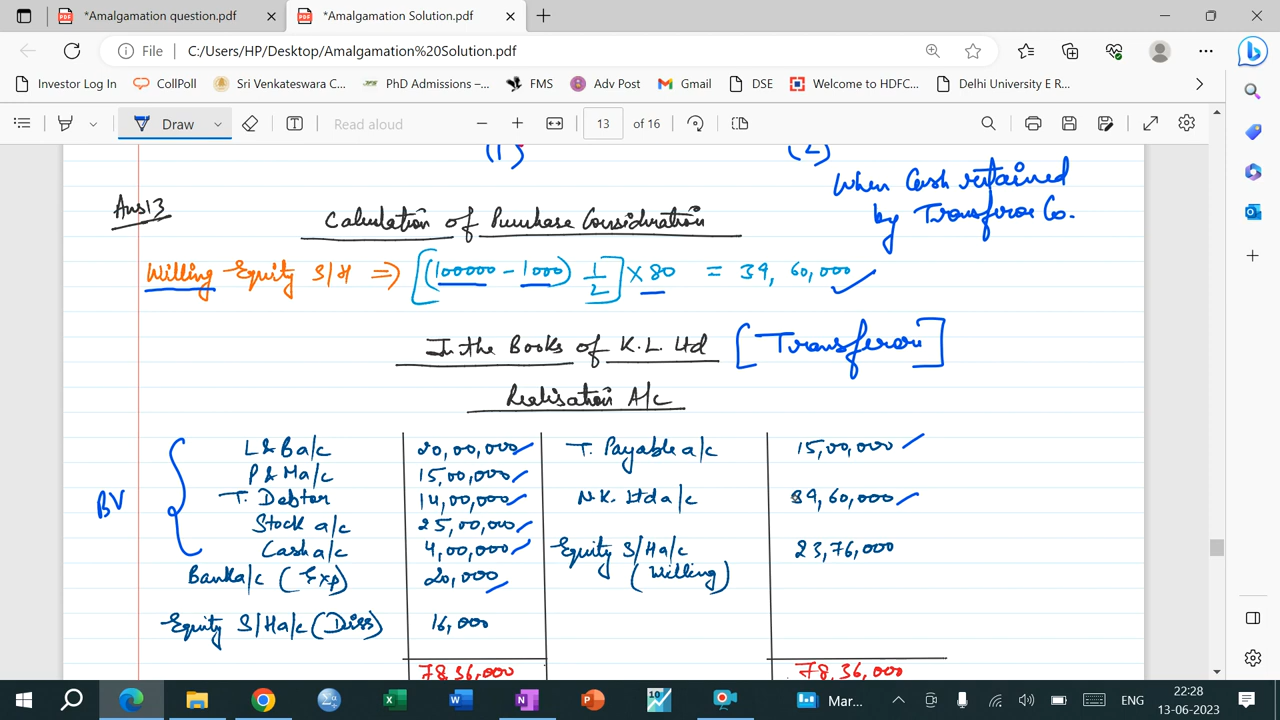 *Amalgamation question.pdf
*Amalgamation Solution.pdf
File C:/Users/HP/Desktop/Amalgamation%20Solution.pdf
Investor Log In CollPoll Sri Venkateswara C... PhD Admissions –... FMS Adv Post Gmail DSE Welcome to HDFC... Delhi University E R...
Draw Read aloud 13 of 16
(1) (2)
When Cash retained
by Transferor Co.
Ans13
Calculation of Purchase Consideration
Willing Equity S/H ⇒ [(100000 - 1000) 1/2] × 80 = 39,60,000
In the Books of K.L. Ltd [Transferor]
Realisation A/c
L&B a/c 20,00,000 T. Payable a/c 15,00,000
P&M a/c 15,00,000
BV T. Debtor 14,00,000 N.K. Ltd a/c 39,60,000
Stock a/c 25,00,000
Cash a/c 4,00,000 Equity S/H a/c 23,76,000
Bank a/c (Exp) 20,000 (Willing)
Equity S/H a/c (Diss) 16,000
78,36,000 78,36,000
10
Mar... ENG 22:28
13-06-2023